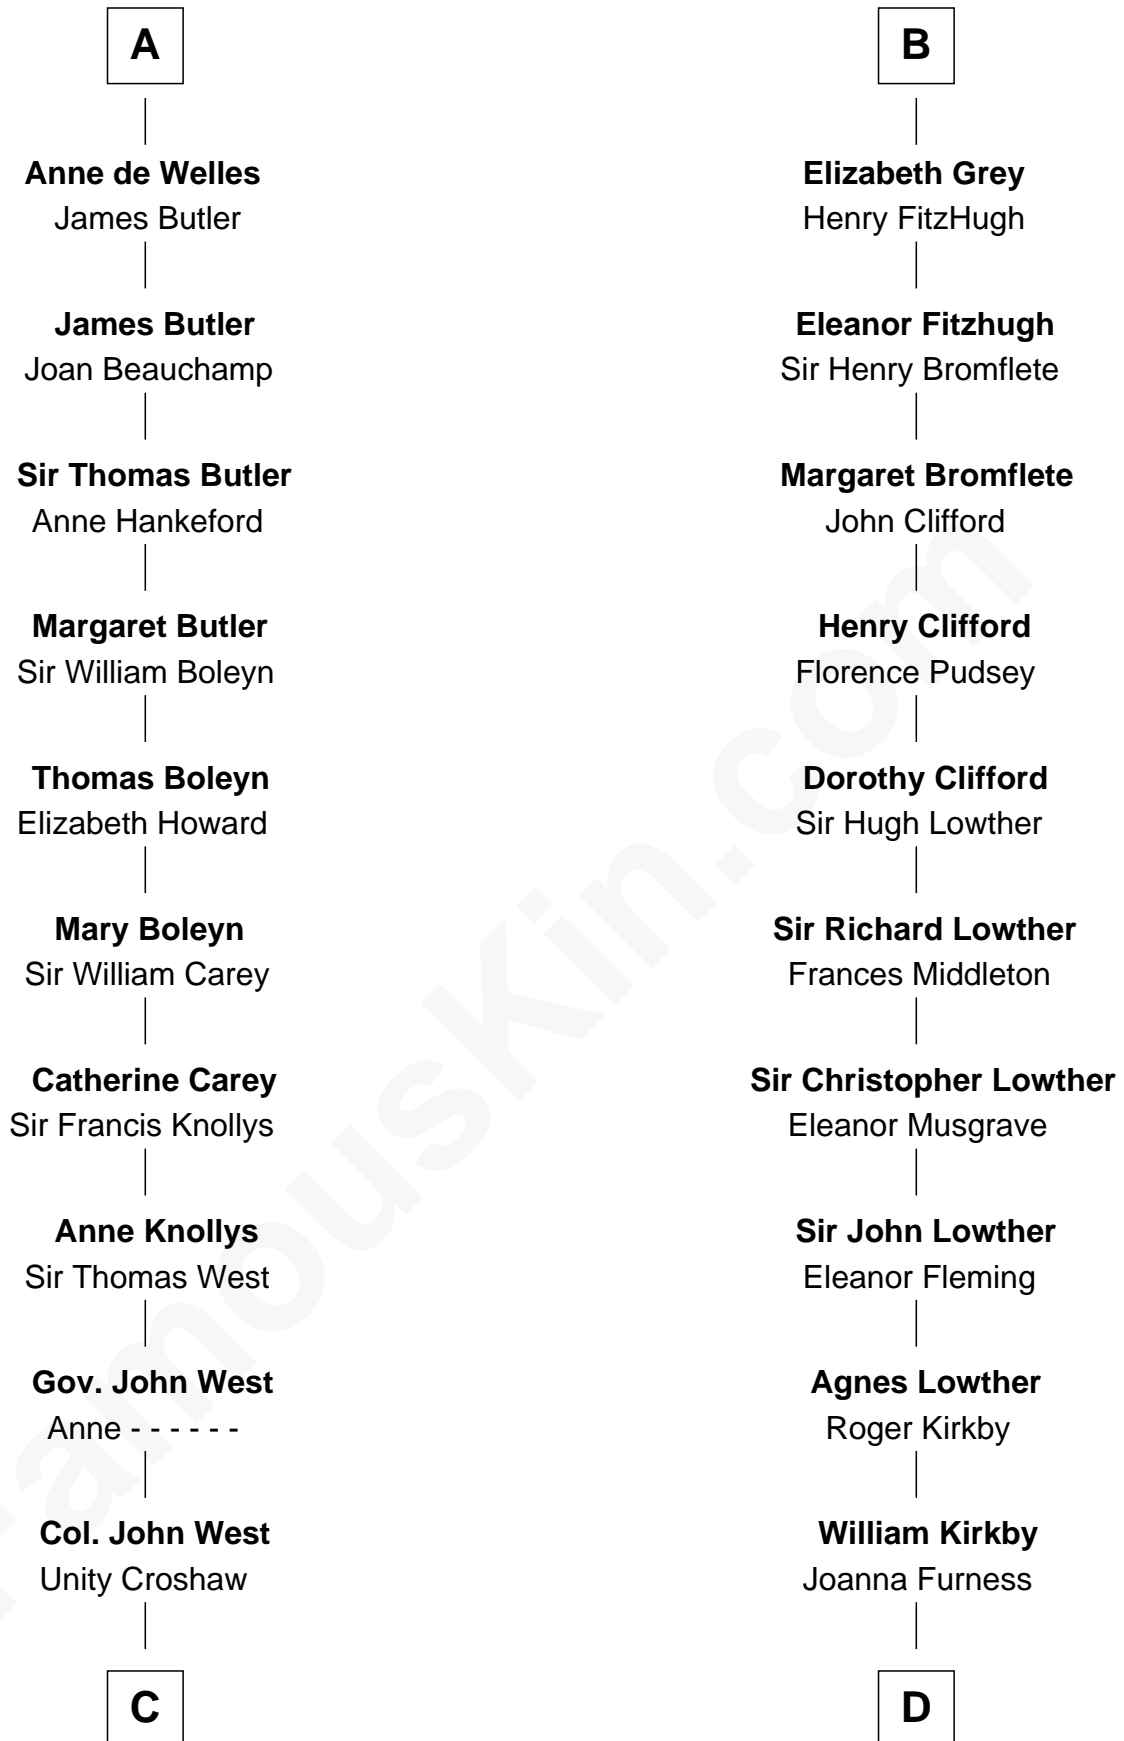 A
Anne de Welles
James Butler
James Butler
Joan Beauchamp
Sir Thomas Butler
Anne Hankeford
Margaret Butler
Sir William Boleyn
Thomas Boleyn
Elizabeth Howard
Mary Boleyn
Sir William Carey
Catherine Carey
Sir Francis Knollys
Anne Knollys
Sir Thomas West
Gov. John West
Anne - - - - - -
Col. John West
Unity Croshaw
C
B
Elizabeth Grey
Henry FitzHugh
Eleanor Fitzhugh
Sir Henry Bromflete
Margaret Bromflete
John Clifford
Henry Clifford
Florence Pudsey
Dorothy Clifford
Sir Hugh Lowther
Sir Richard Lowther
Frances Middleton
Sir Christopher Lowther
Eleanor Musgrave
Sir John Lowther
Eleanor Fleming
Agnes Lowther
Roger Kirkby
William Kirkby
Joanna Furness
D
FamousKin.com